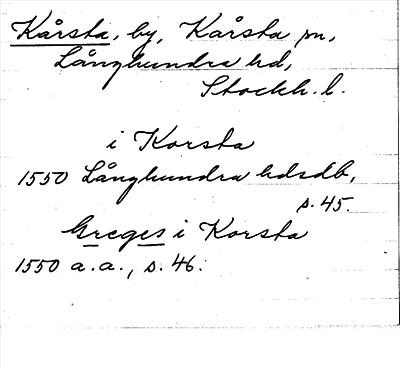 Kårsta, by, Kårsta sn,
Långhundra hd,
Stockh. l.
i Korsta
1550 Långhundra hdsdb,
s. 45.
Greges i Korsta
1550 a.a., s. 46.